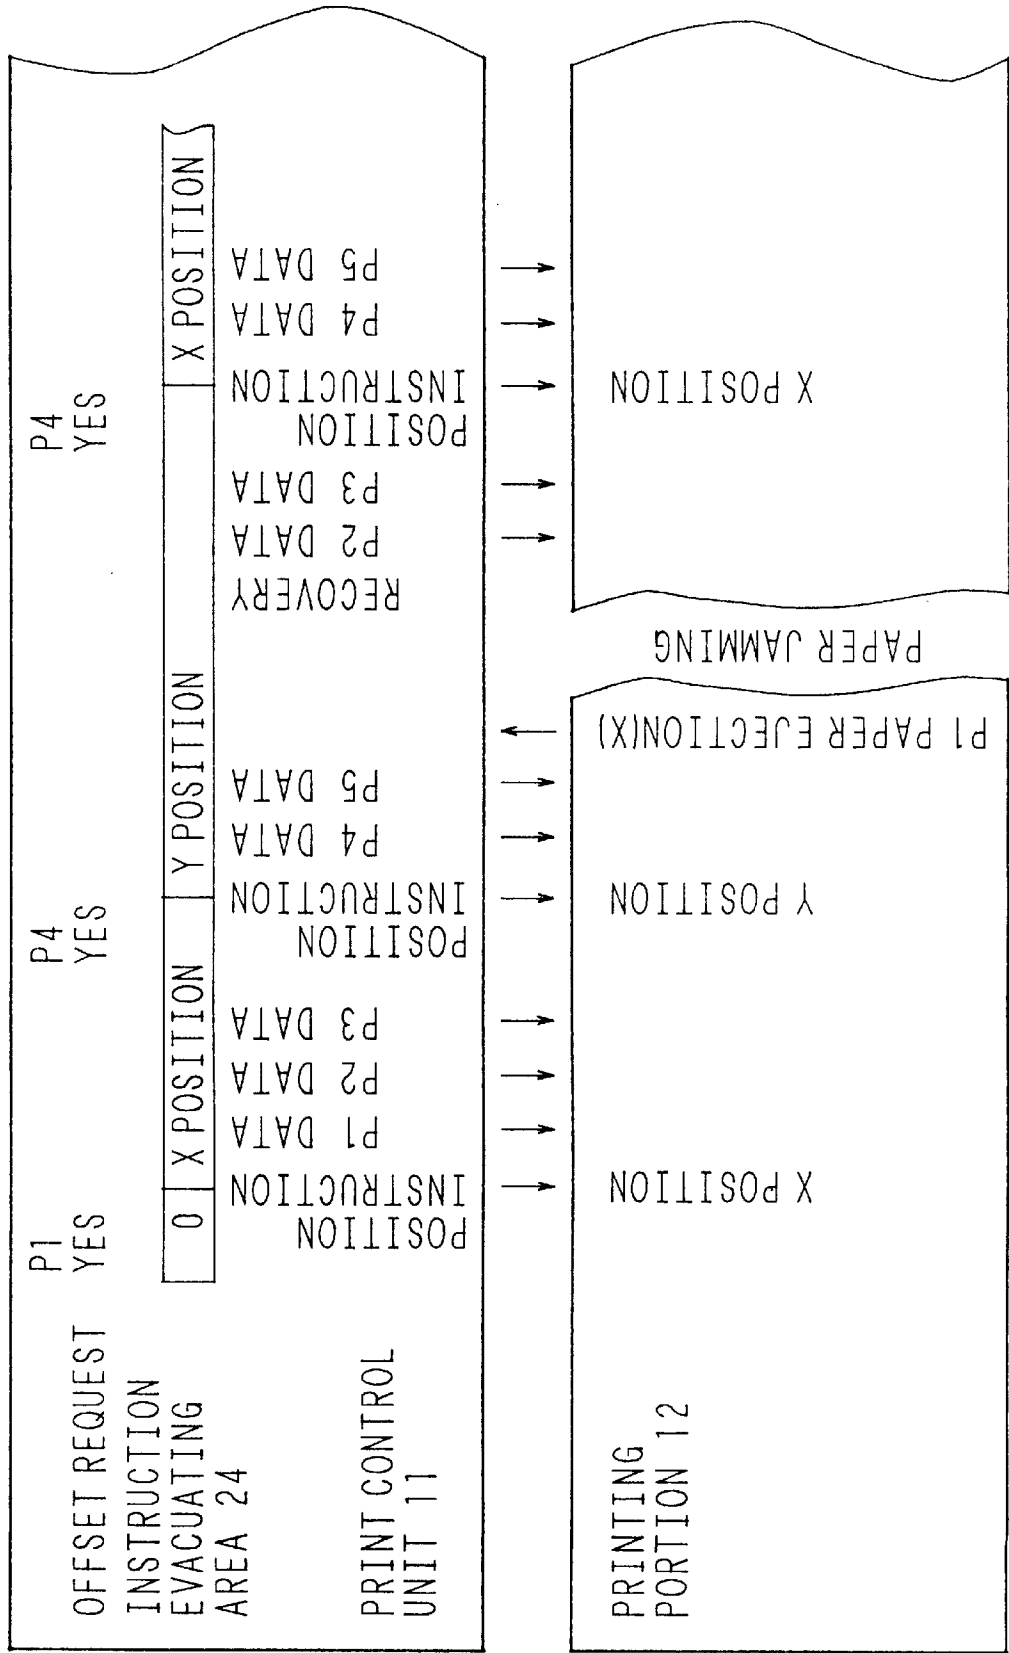 OFFSET REQUEST
P1
YES
P4
YES
P4
YES
INSTRUCTION
EVACUATING
AREA 24
0
X POSITION
Y POSITION
X POSITION
PRINT CONTROL
UNIT 11
POSITION
INSTRUCTION
P1 DATA
P2 DATA
P3 DATA
POSITION
INSTRUCTION
P4 DATA
P5 DATA
RECOVERY
P2 DATA
P3 DATA
POSITION
INSTRUCTION
P4 DATA
P5 DATA
PRINTING
PORTION 12
X POSITION
Y POSITION
P1 PAPER EJECTION(X)
PAPER JAMMING
X POSITION